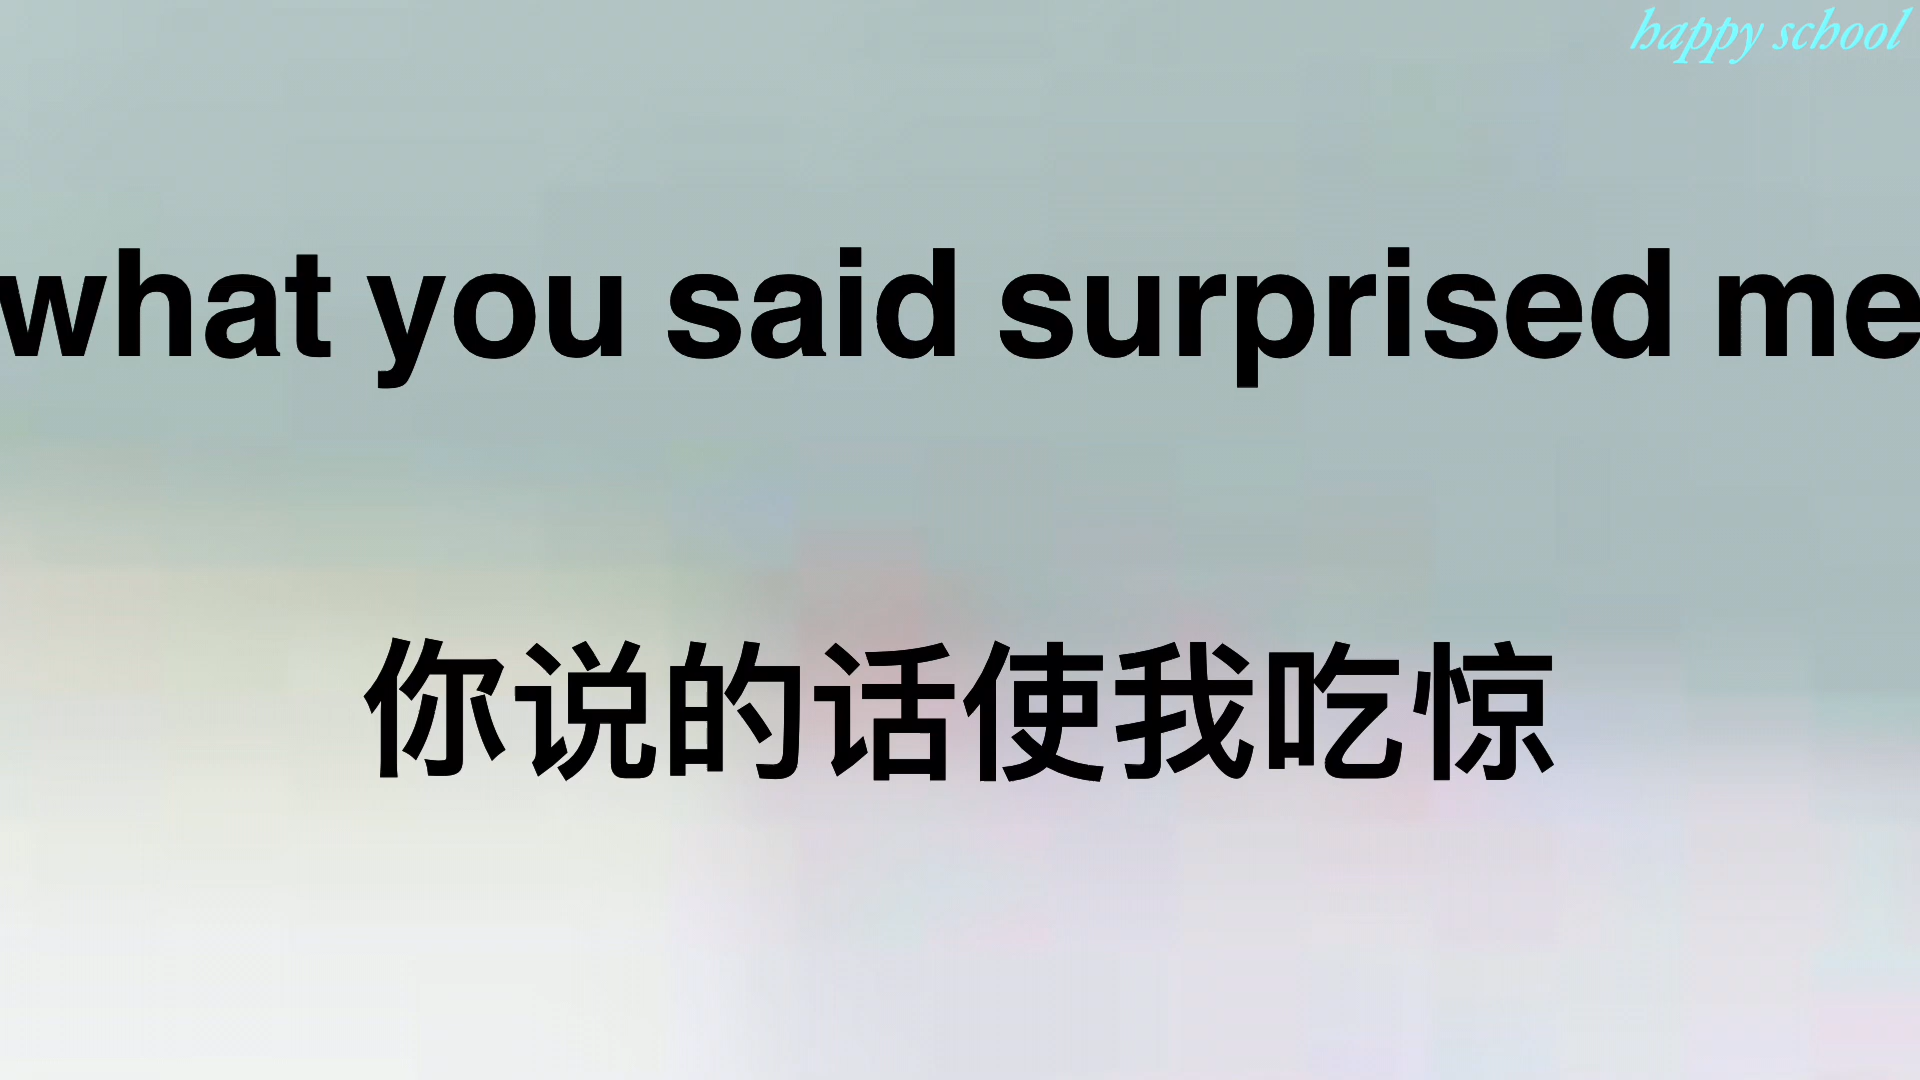 happy school
what you said surprised me
你说的话使我吃惊